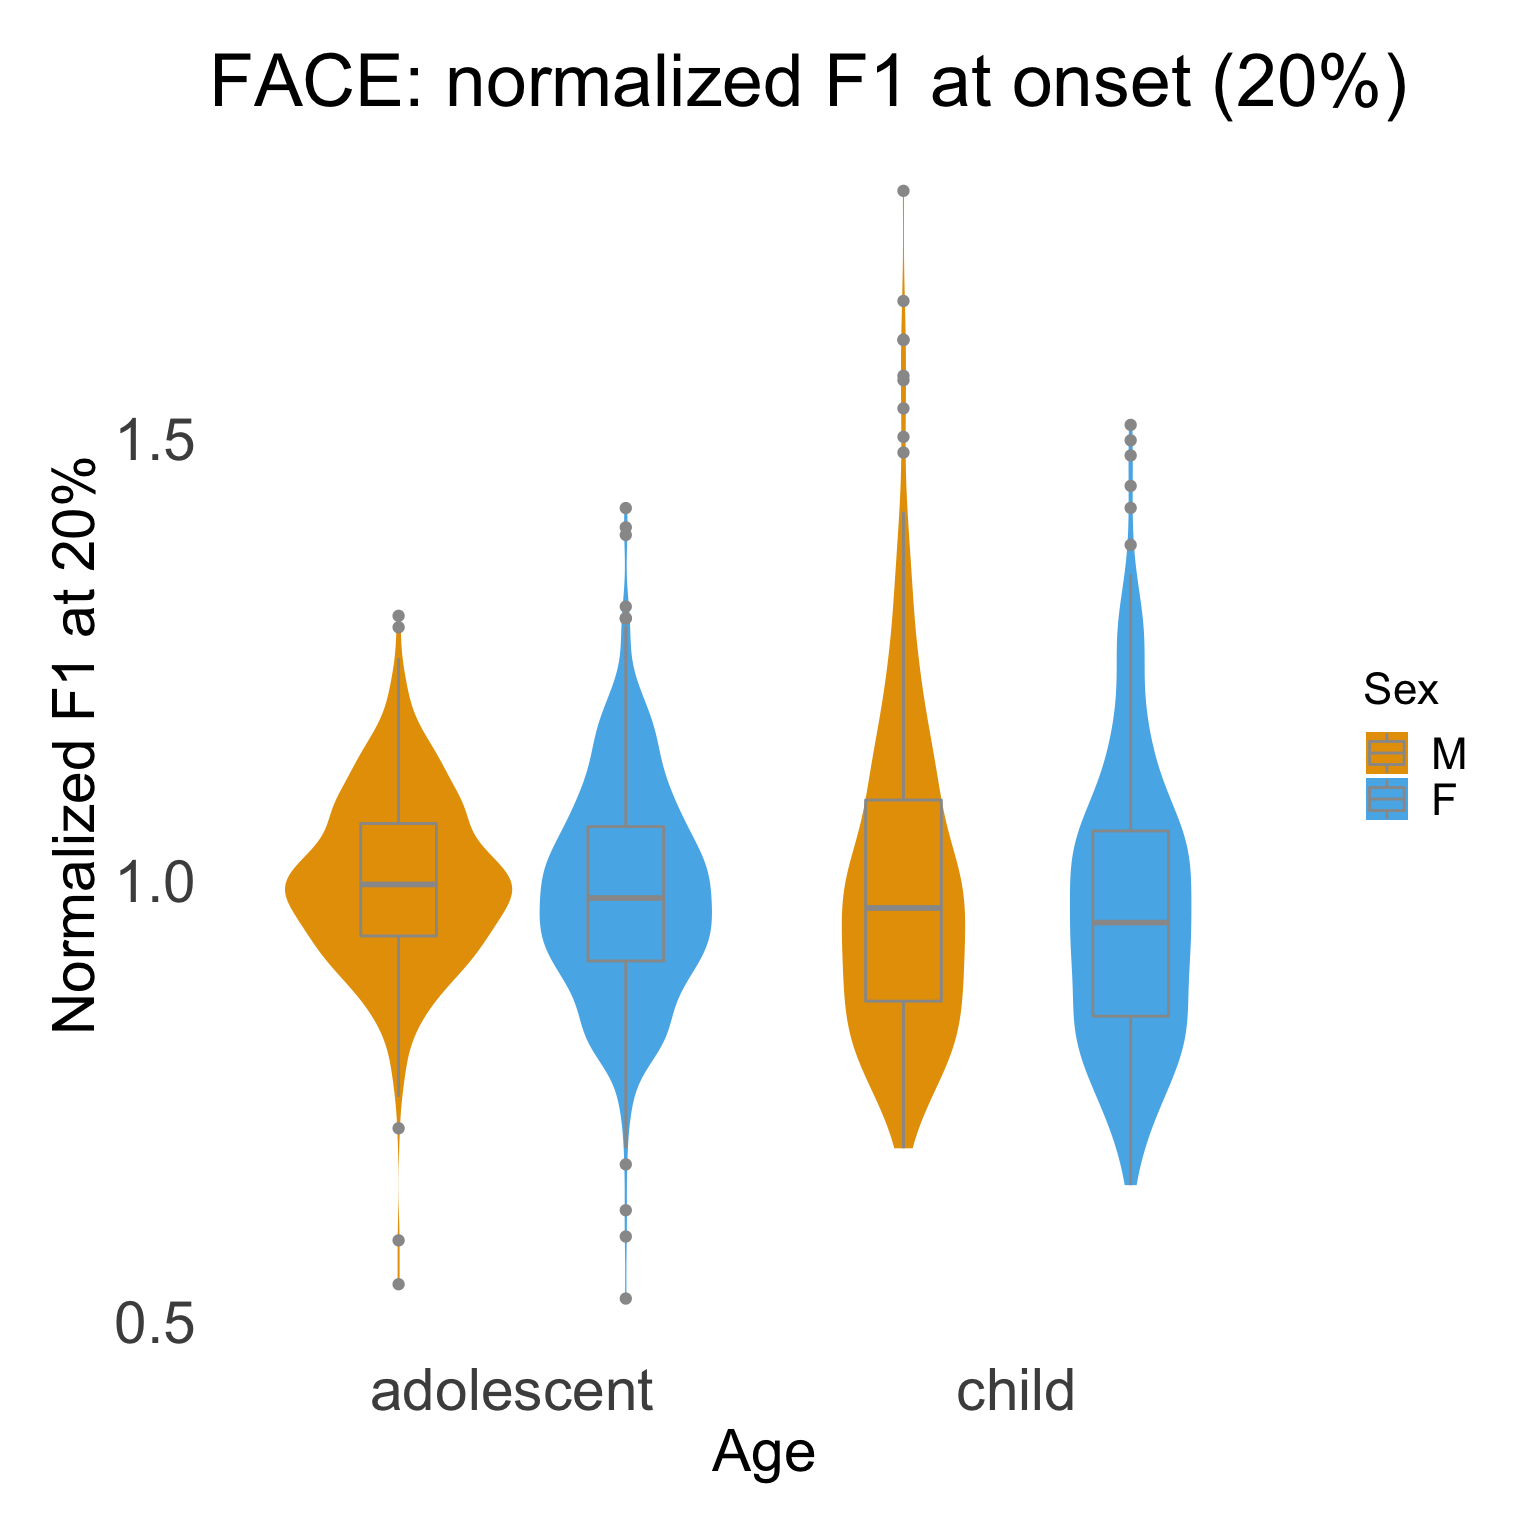 FACE: normalized F1 at onset (20%)
Normalized F1 at 20%
1.5
1.0
0.5
adolescent
child
Age
Sex
M
F